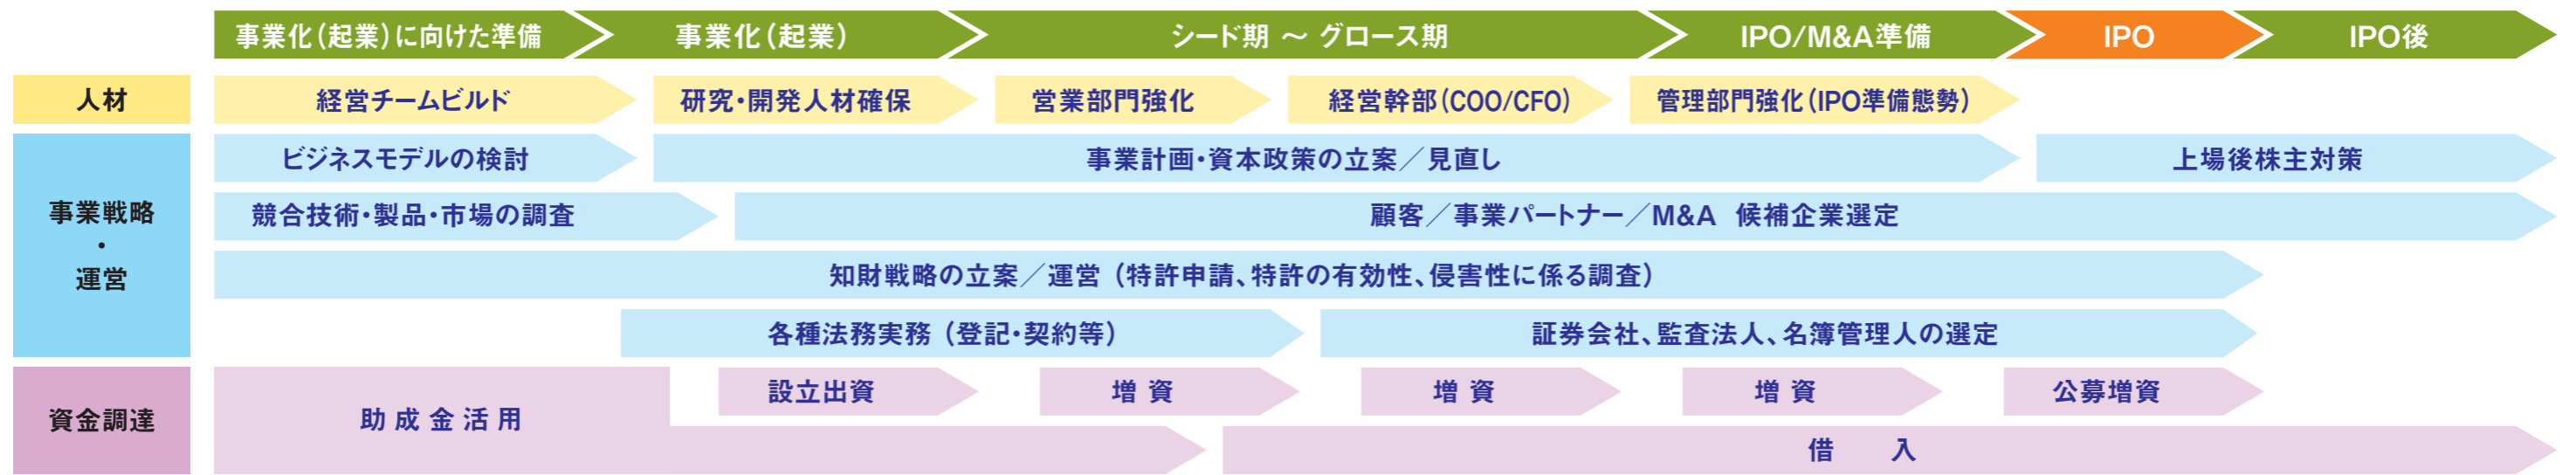 事業化（起業）に向けた準備
事業化（起業）
シード期 ～ グロース期
IPO/M&A準備
IPO
IPO後
人材
経営チームビルド
研究・開発人材確保
営業部門強化
経営幹部（COO/CFO）
管理部門強化（IPO準備態勢）
事業戦略
・
運営
ビジネスモデルの検討
事業計画・資本政策の立案／見直し
上場後株主対策
競合技術・製品・市場の調査
顧客／事業パートナー／M&A 候補企業選定
知財戦略の立案／運営（特許申請、特許の有効性、侵害性に係る調査）
各種法務実務（登記・契約等）
証券会社、監査法人、名簿管理人の選定
資金調達
助成金活用
設立出資
増資
増資
増資
公募増資
借入